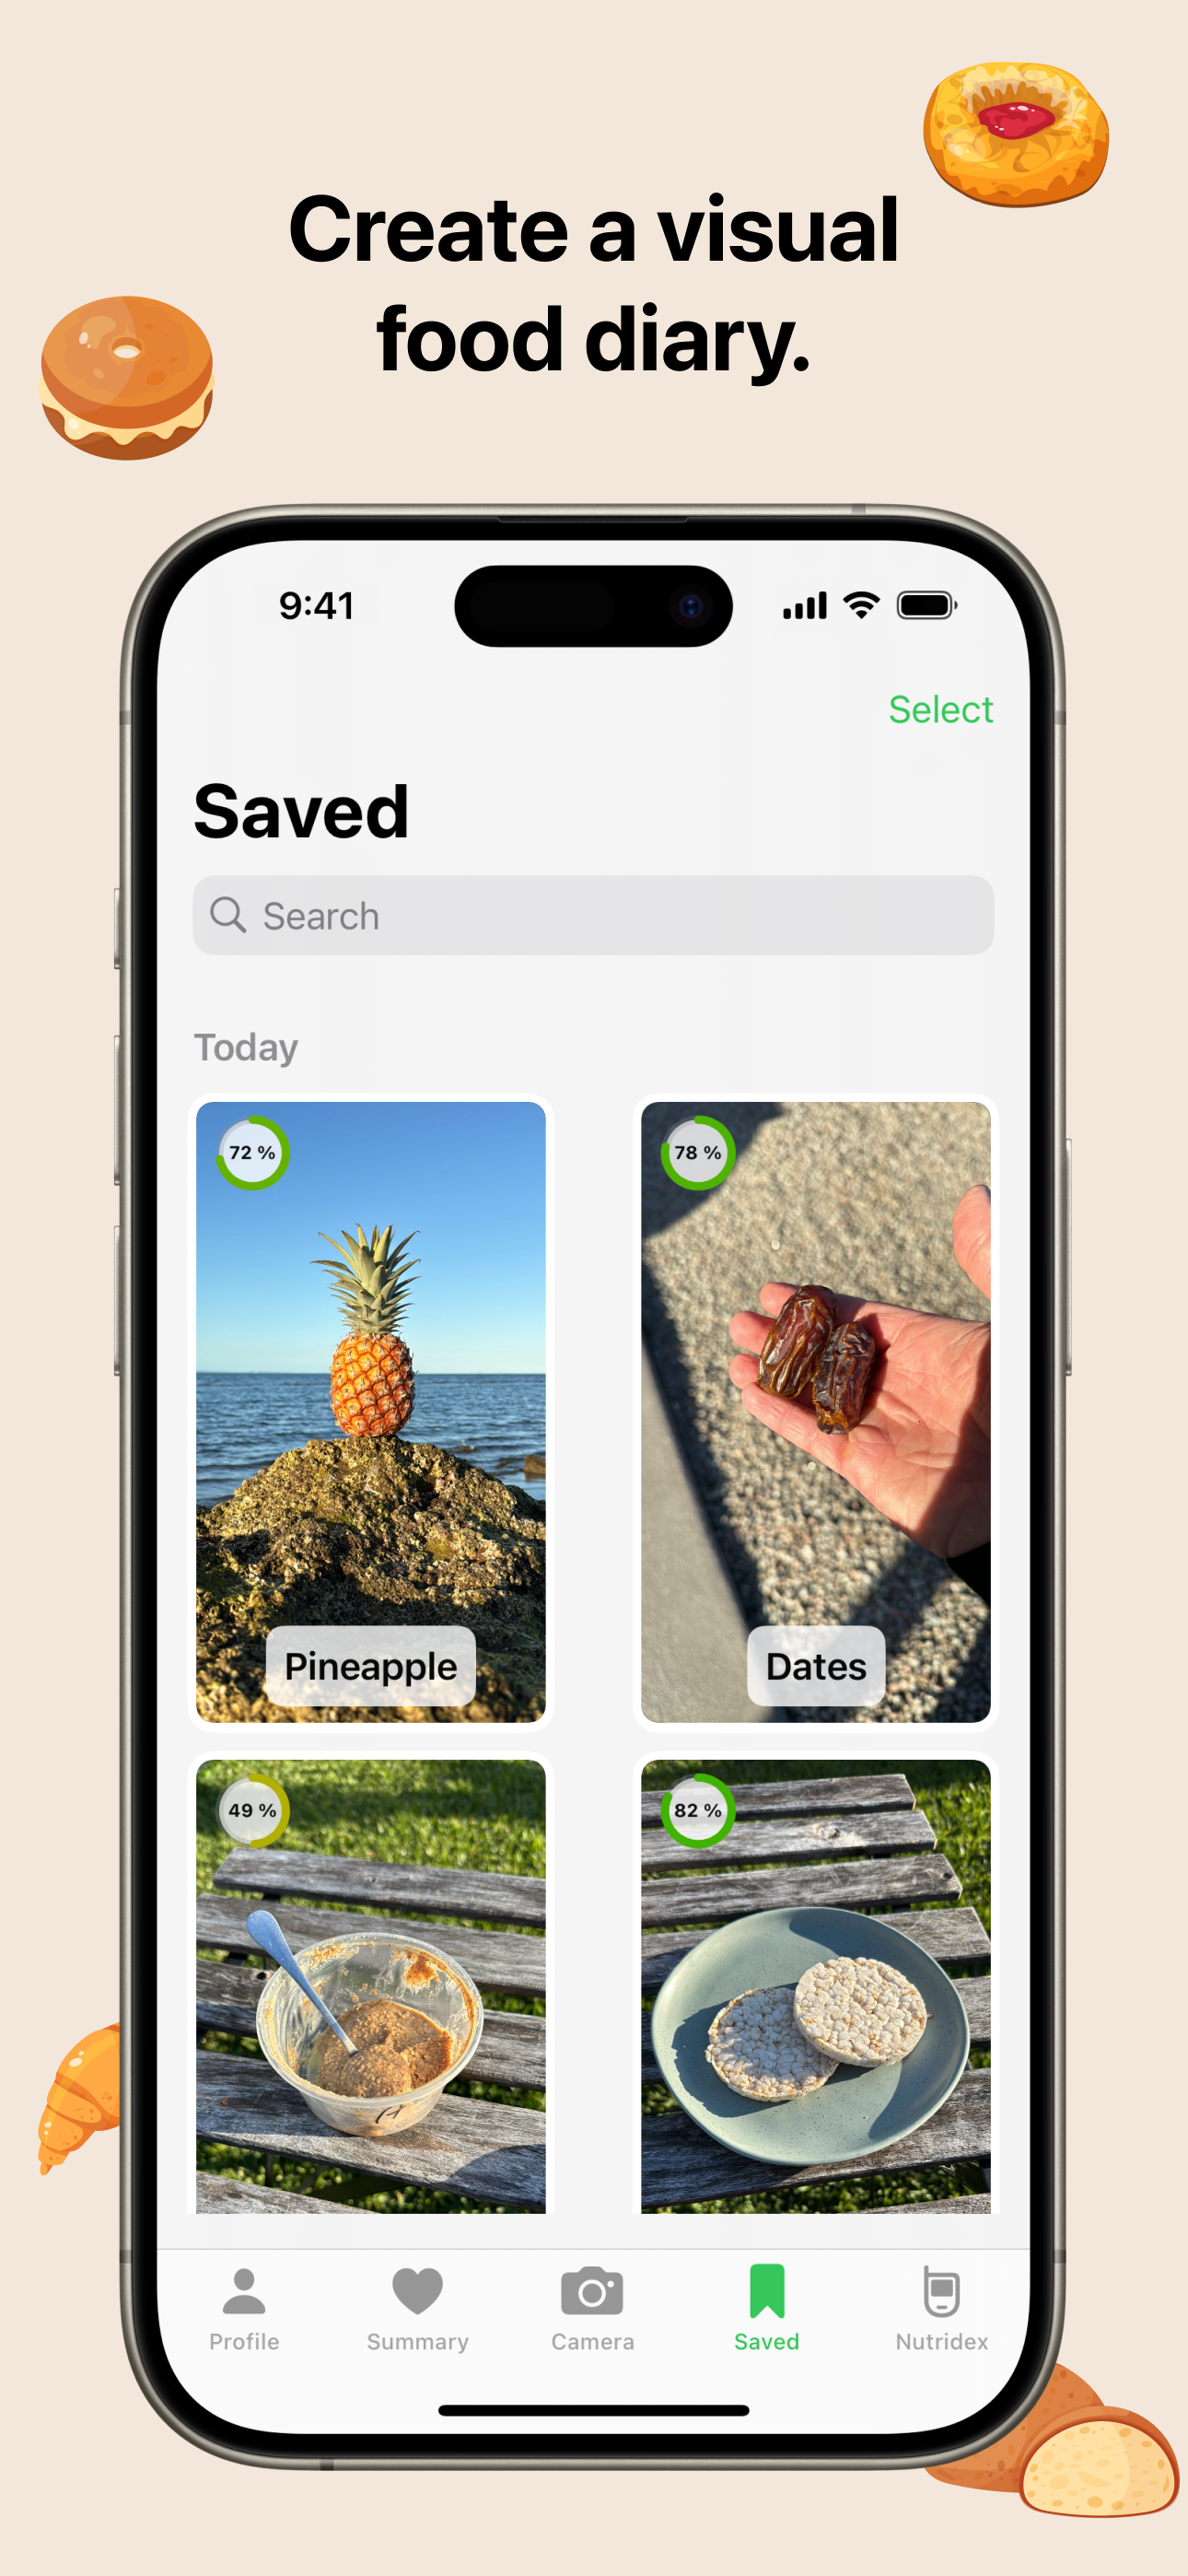 Create a visual
food diary.
9:41
Select
Saved
Search
Today
72 %
78 %
Pineapple
Dates
49 %
82 %
Profile
Summary
Camera
Saved
Nutridex